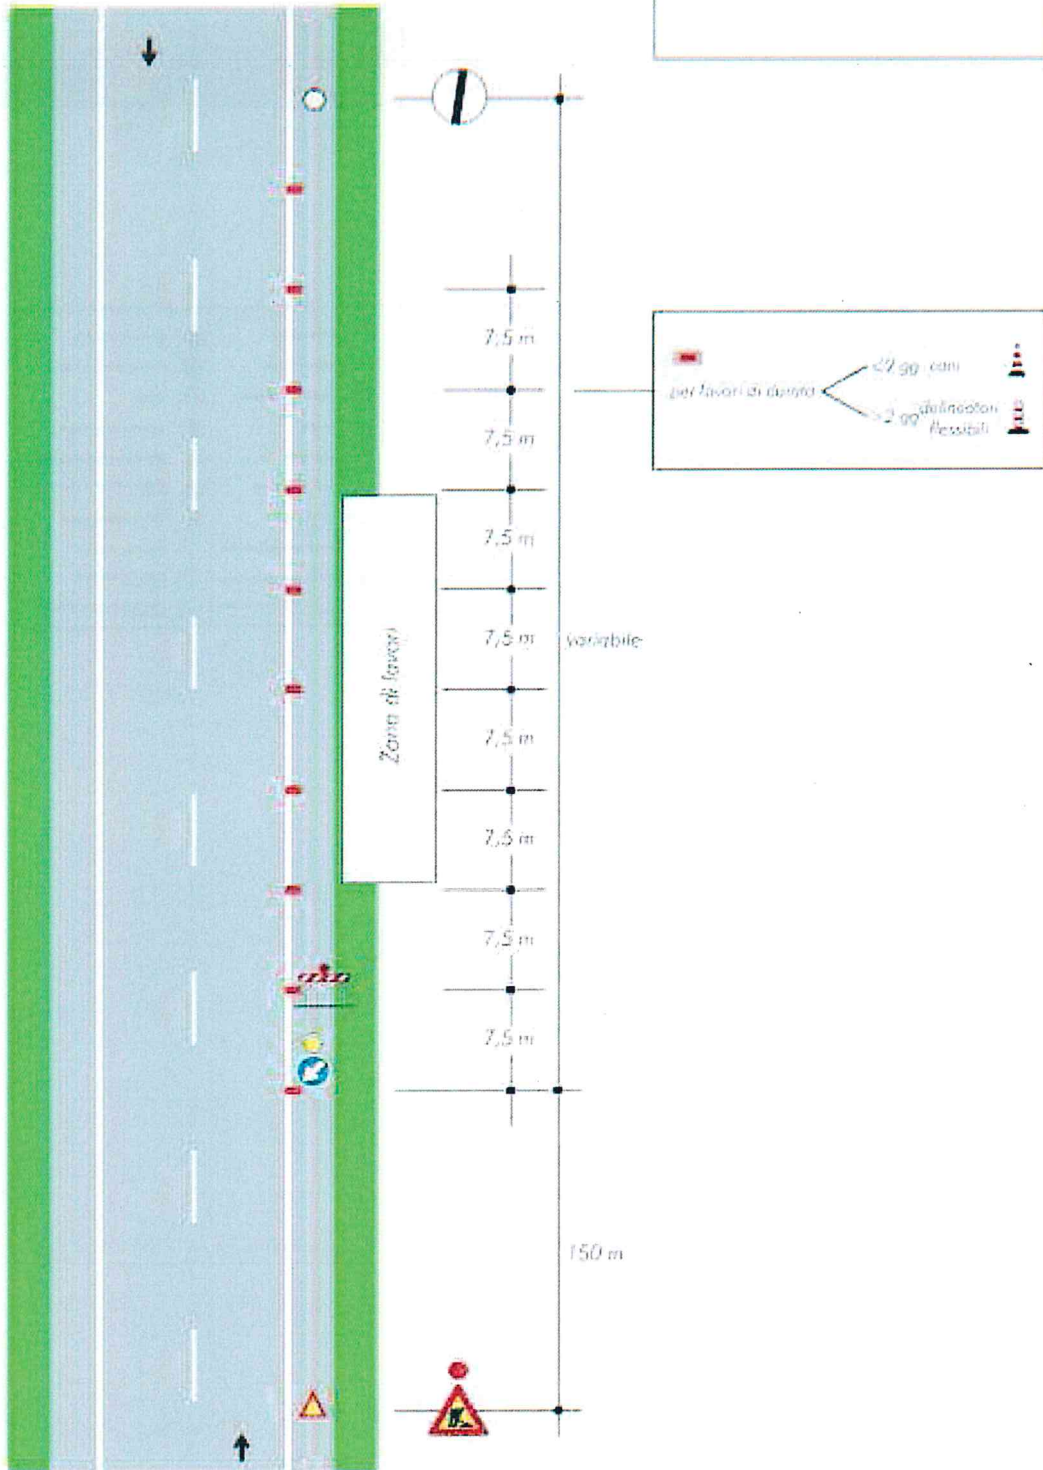 7,5 m
7,5 m
7,5 m
7,5 m
7,5 m
7,5 m
7,5 m
7,5 m
variabile
150 m
Zona di lavori
per lavori di durata
<2 gg coni
>2 gg delineatori
flessibili